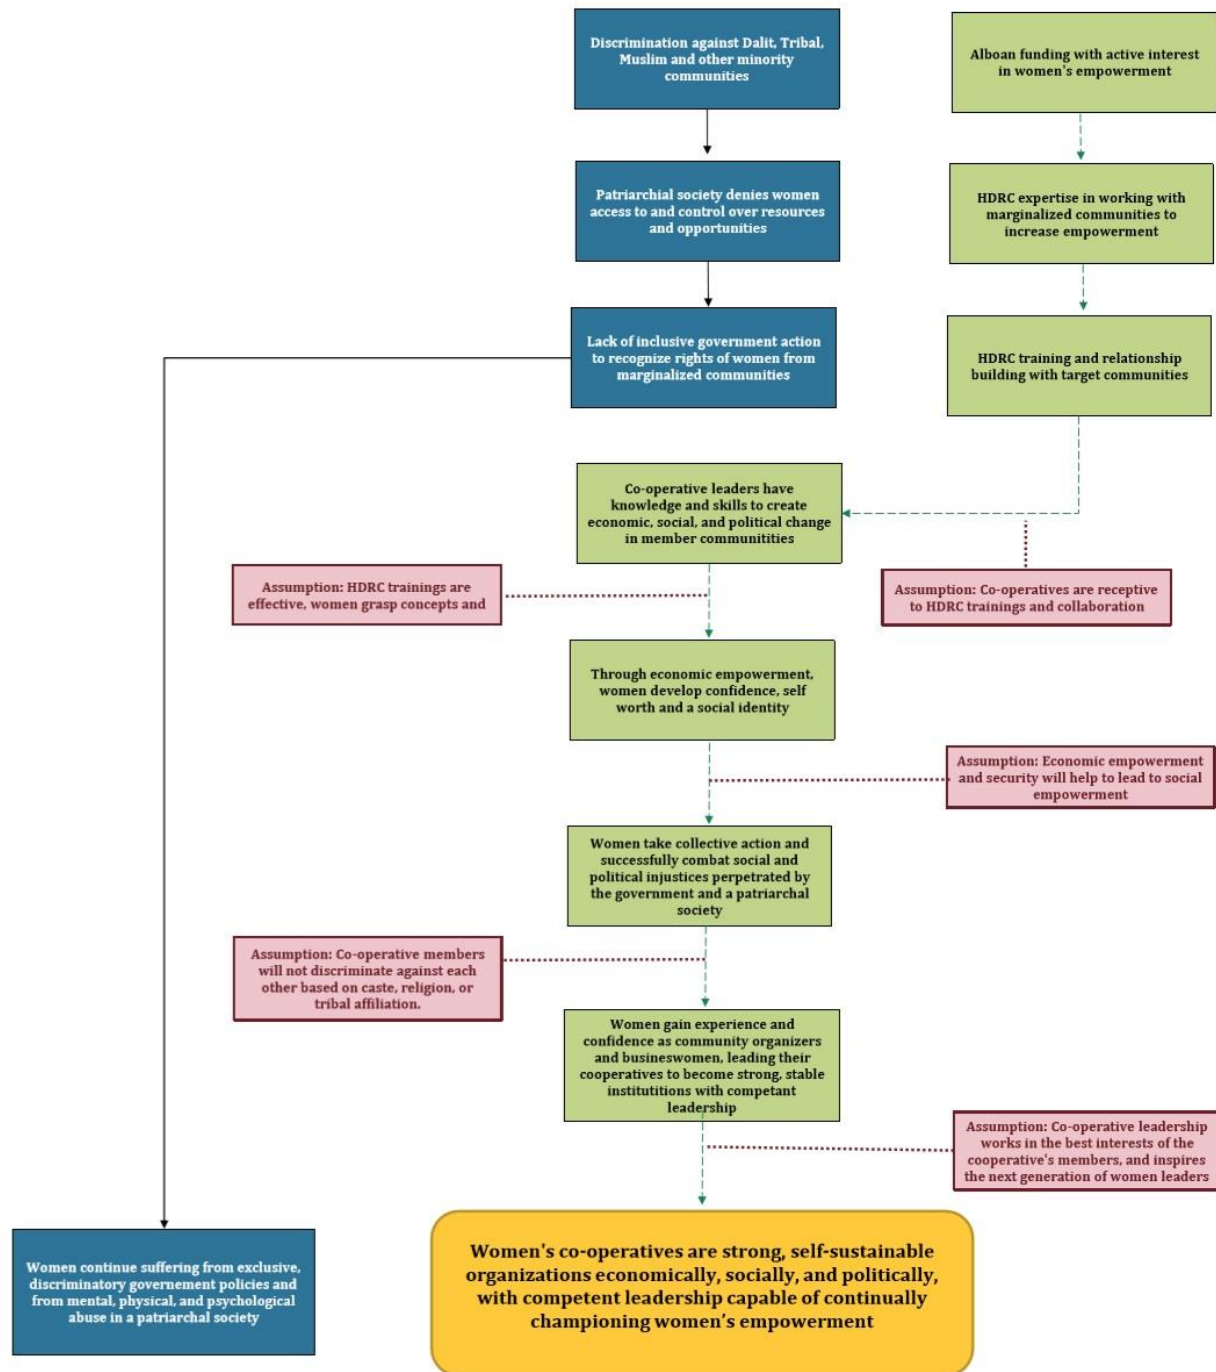 Discrimination against Dalit, Tribal,
Muslim and other minority
communities
Alboan funding with active interest
in women's empowerment
Patriarchial society denies women
access to and control over resources
and opportunities
HDRC expertise in working with
marginalized communities to
increase empowerment
Lack of inclusive government action
to recognize rights of women from
marginalized communities
HDRC training and relationship
building with target communities
Co-operative leaders have
knowledge and skills to create
economic, social, and political change
in member communitities
Assumption: HDRC trainings are
effective, women grasp concepts and
Assumption: Co-operatives are receptive
to HDRC trainings and collaboration
Through economic empowerment,
women develop confidence, self
worth and a social identity
Assumption: Economic empowerment
and security will help to lead to social
empowerment
Women take collective action and
successfully combat social and
political injustices perpetrated by
the government and a patriarchal
society
Assumption: Co-operative members
will not discriminate against each
other based on caste, religion, or
tribal affiliation.
Women gain experience and
confidence as community organizers
and busineswomen, leading their
cooperatives to become strong, stable
institutitions with competant
leadership
Assumption: Co-operative leadership
works in the best interests of the
cooperative's members, and inspires
the next generation of women leaders
Women continue suffering from exclusive,
discriminatory governement policies and
from mental, physical, and psychological
abuse in a patriarchal society
Women's co-operatives are strong, self-sustainable
organizations economically, socially, and politically,
with competent leadership capable of continually
championing women's empowerment